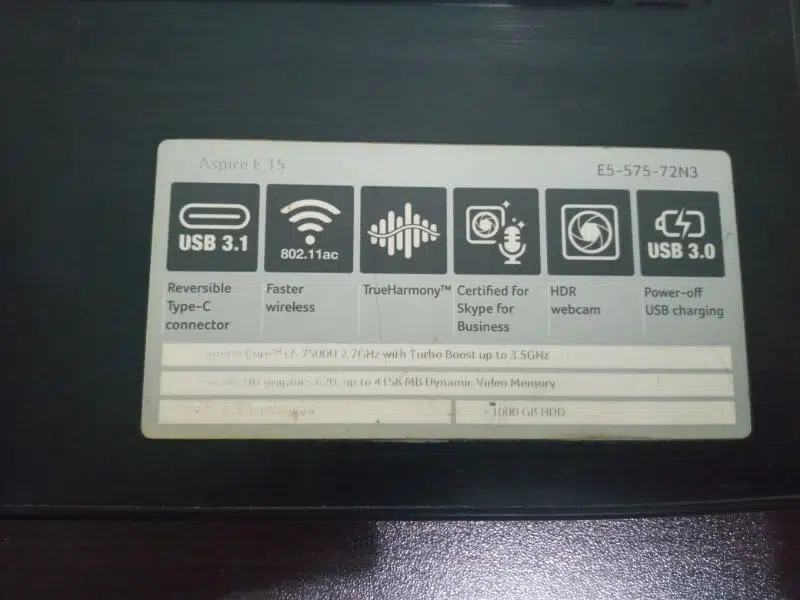 Aspire E 15
E5-575-72N3
USB 3.1
802.11ac
USB 3.0
Reversible
Type-C
connector
Faster
wireless
TrueHarmony™
Certified for
Skype for
Business
HDR
webcam
Power-off
USB charging
Core™ i7-7500U 2.7GHz with Turbo Boost up to 3.5GHz
HD graphics 620, up to 4158 MB Dynamic Video Memory
1000 GB HDD